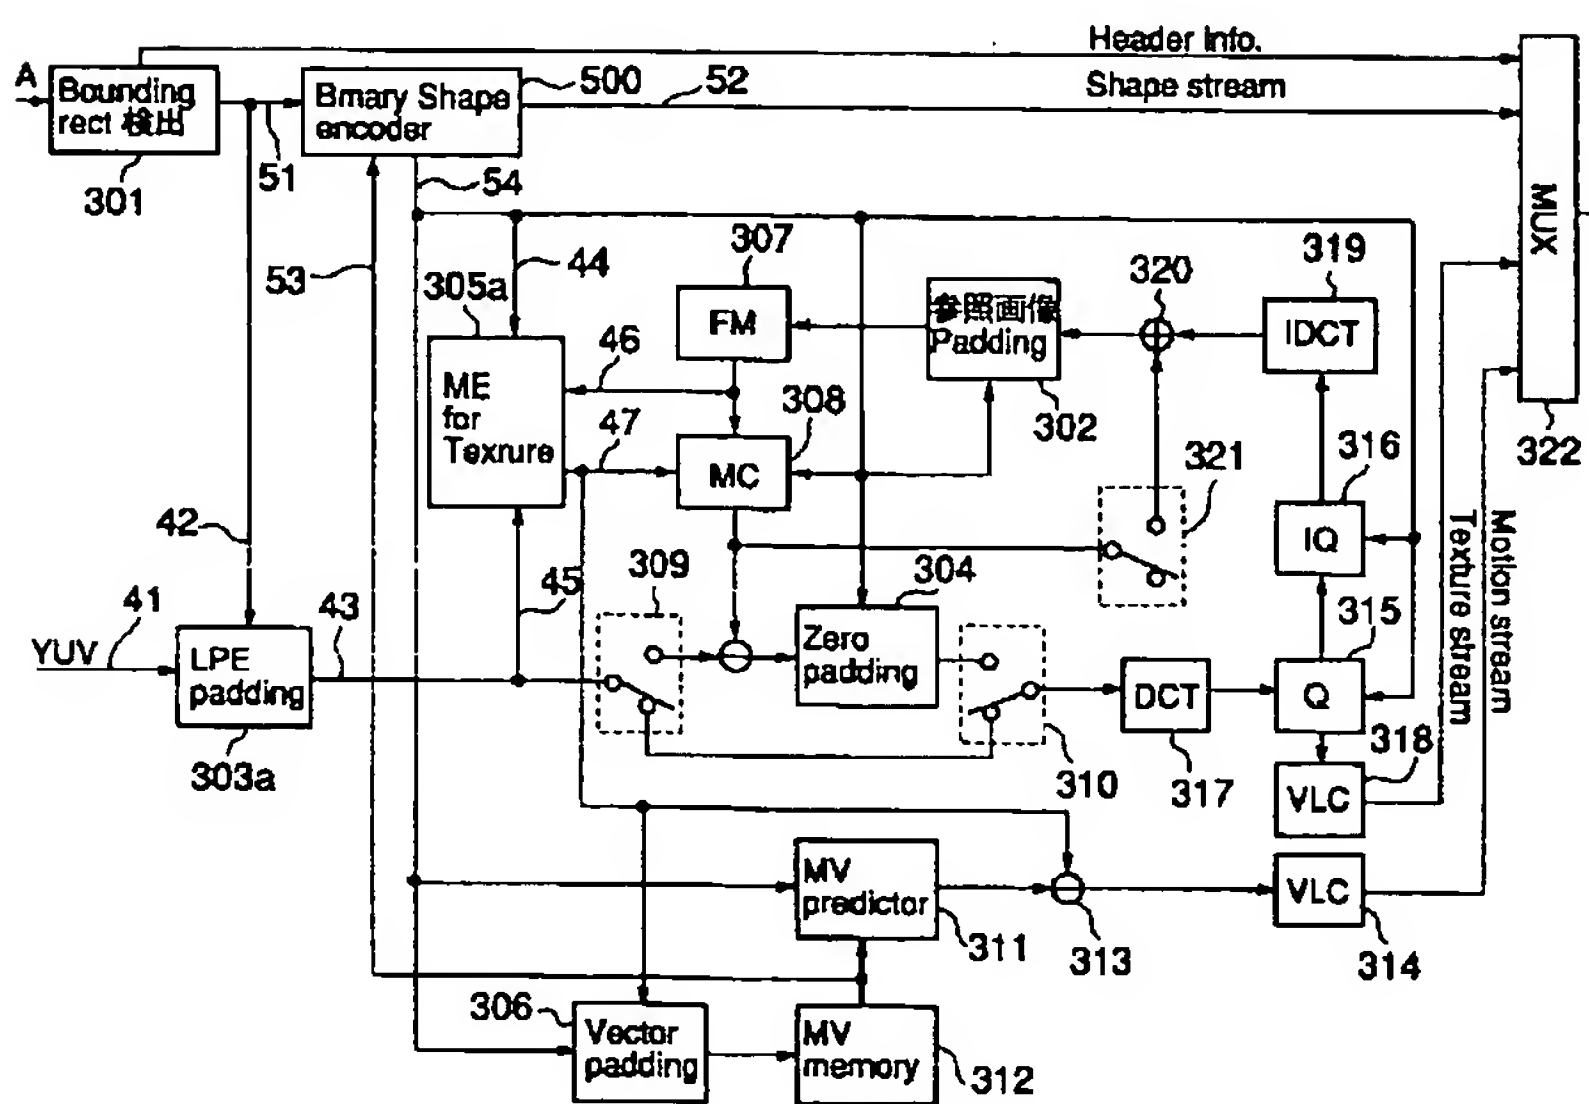 Header info.
A
Bounding
rect 検出
301
51
Bmary Shape
encoder
500
52
Shape stream
MUX
322
54
53
44
305a
ME
for
Texrure
46
47
307
FM
308
MC
参照画像
Padding
302
320
319
IDCT
321
316
IQ
42
41
YUV
LPE
padding
303a
43
45
309
304
Zero
padding
310
DCT
317
315
Q
318
VLC
Texture stream
Motion stream
MV
predictor
311
313
VLC
314
306
Vector
padding
MV
memory
312